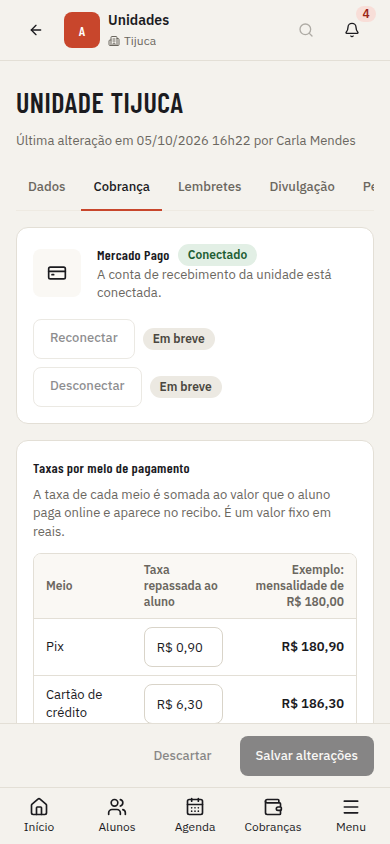 A
Unidades
Tijuca
4
UNIDADE TIJUCA
Última alteração em 05/10/2026 16h22 por Carla Mendes
Dados Cobrança Lembretes Divulgação Pe
Mercado Pago Conectado
A conta de recebimento da unidade está
conectada.
Reconectar Em breve
Desconectar Em breve
Taxas por meio de pagamento
A taxa de cada meio é somada ao valor que o aluno
paga online e aparece no recibo. É um valor fixo em
reais.
Meio
Taxa
repassada ao
aluno
Exemplo:
mensalidade de
R$ 180,00
Pix R$ 0,90 R$ 180,90
Cartão de
crédito
R$ 6,30 R$ 186,30
Descartar Salvar alterações
Início Alunos Agenda Cobranças Menu